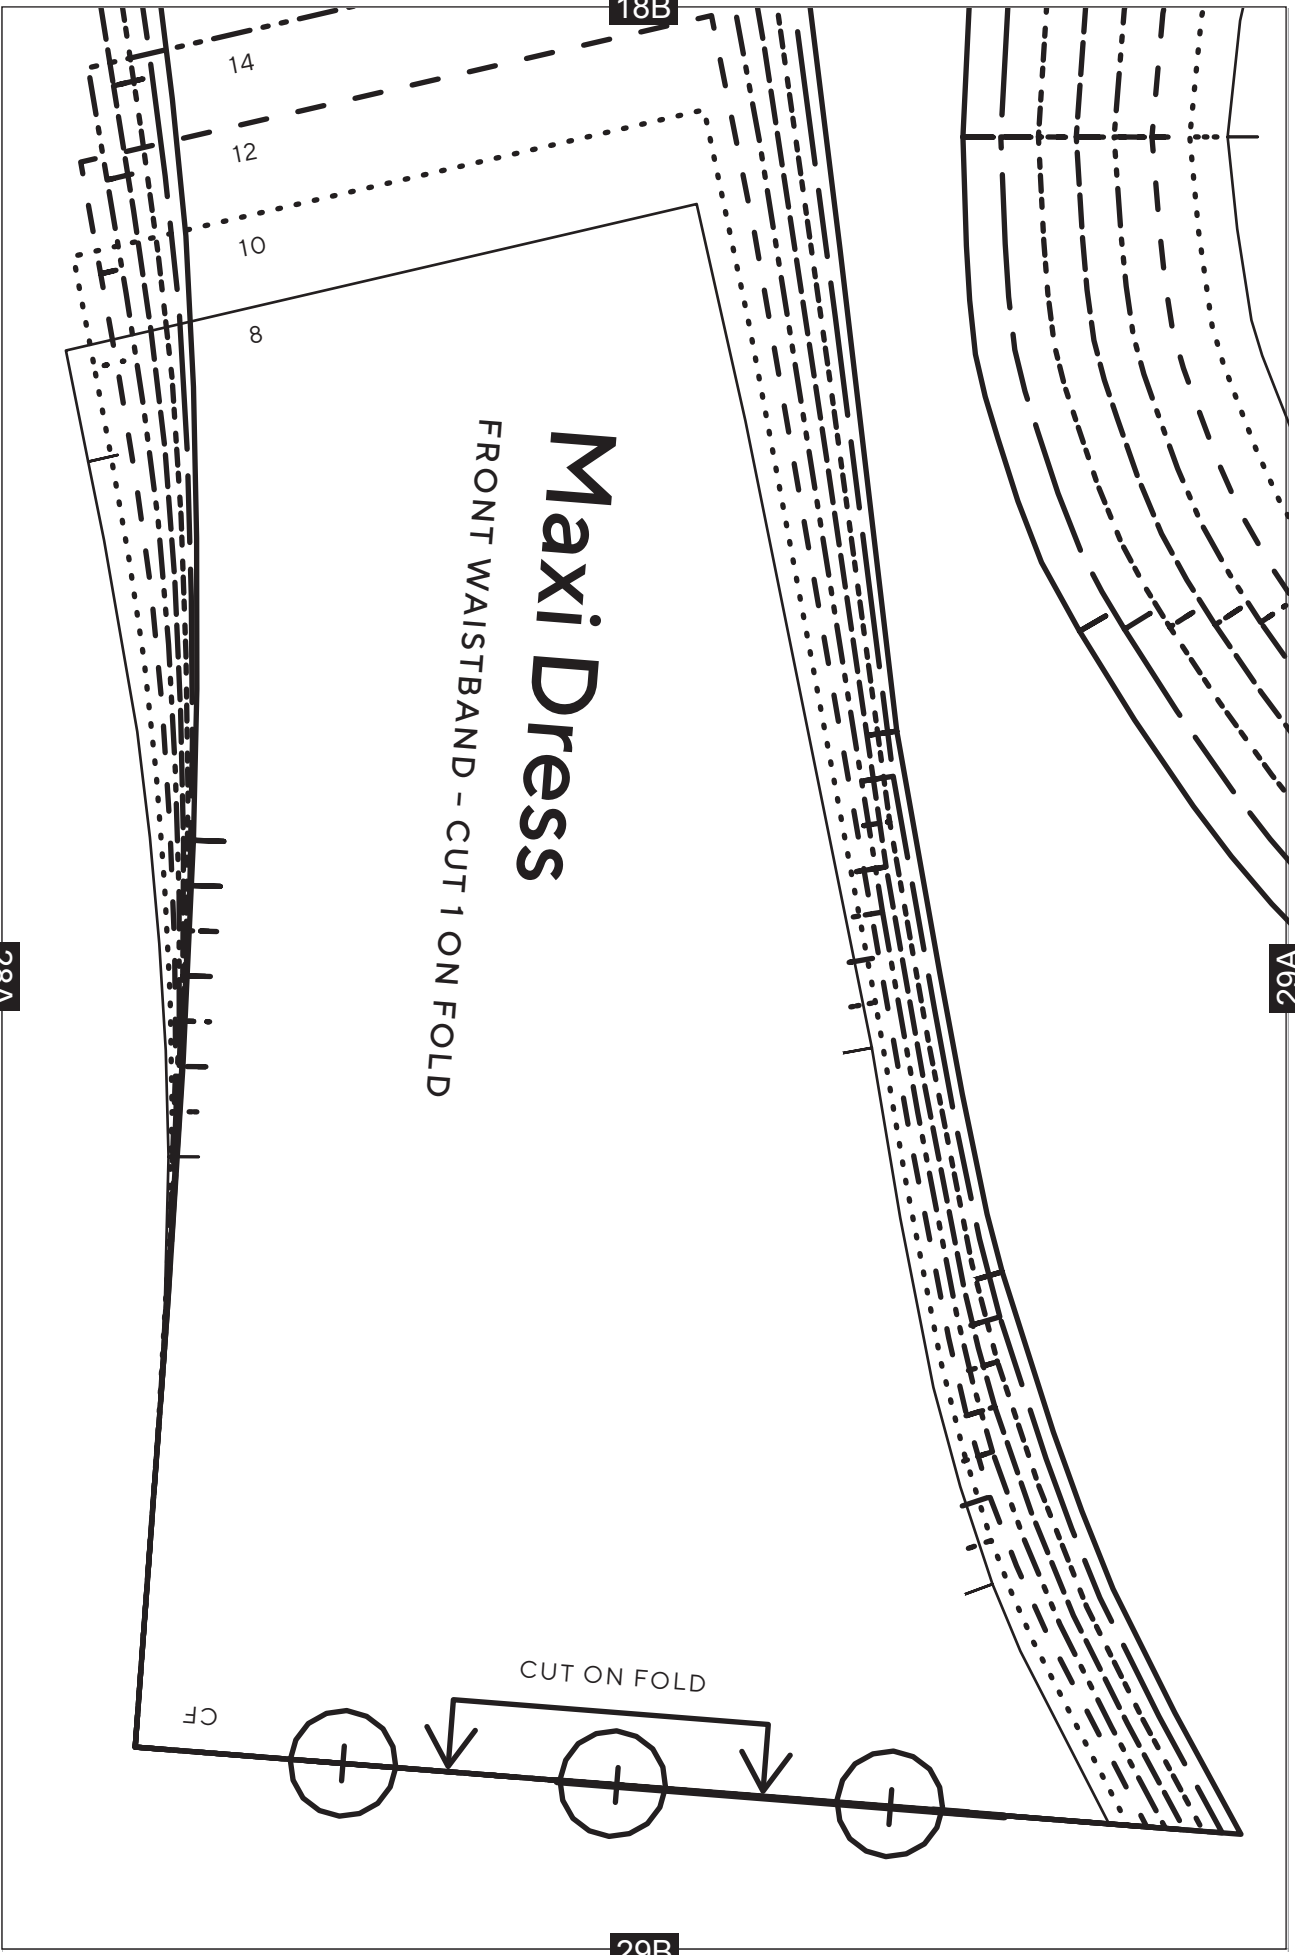 18B
14
12
10
8
Maxi Dress
FRONT WAISTBAND - CUT 1 ON FOLD
28A
29A
CUT ON FOLD
CF
29B